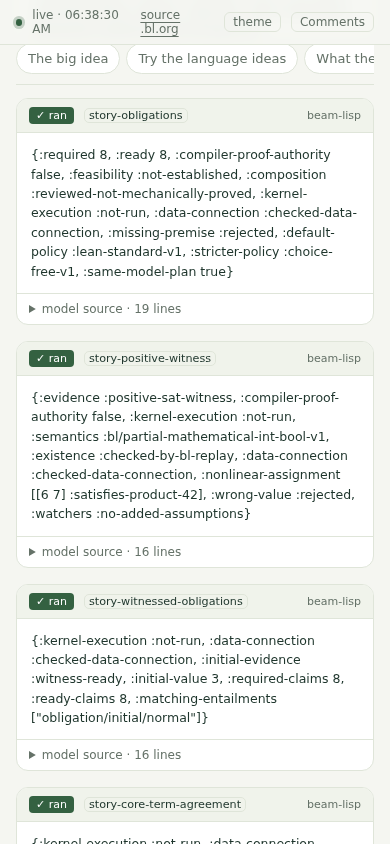 live · 06:38:30 AM
source .bl.org
theme
Comments
The big idea
Try the language ideas
What the
✓ ran story-obligations beam-lisp
{:required 8, :ready 8, :compiler-proof-authority
false, :feasibility :not-established, :composition
:reviewed-not-mechanically-proved, :kernel-
execution :not-run, :data-connection :checked-data-
connection, :missing-premise :rejected, :default-
policy :lean-standard-v1, :stricter-policy :choice-
free-v1, :same-model-plan true}
▶ model source · 19 lines
✓ ran story-positive-witness beam-lisp
{:evidence :positive-sat-witness, :compiler-proof-
authority false, :kernel-execution :not-run,
:semantics :bl/partial-mathematical-int-bool-v1,
:existence :checked-by-bl-replay, :data-connection
:checked-data-connection, :nonlinear-assignment
[[6 7] :satisfies-product-42], :wrong-value :rejected,
:watchers :no-added-assumptions}
▶ model source · 16 lines
✓ ran story-witnessed-obligations beam-lisp
{:kernel-execution :not-run, :data-connection
:checked-data-connection, :initial-evidence
:witness-ready, :initial-value 3, :required-claims 8,
:ready-claims 8, :matching-entailments
["obligation/initial/normal"]}
▶ model source · 16 lines
✓ ran story-core-term-agreement beam-lisp
{:kernel-execution :not-run, :data-connection